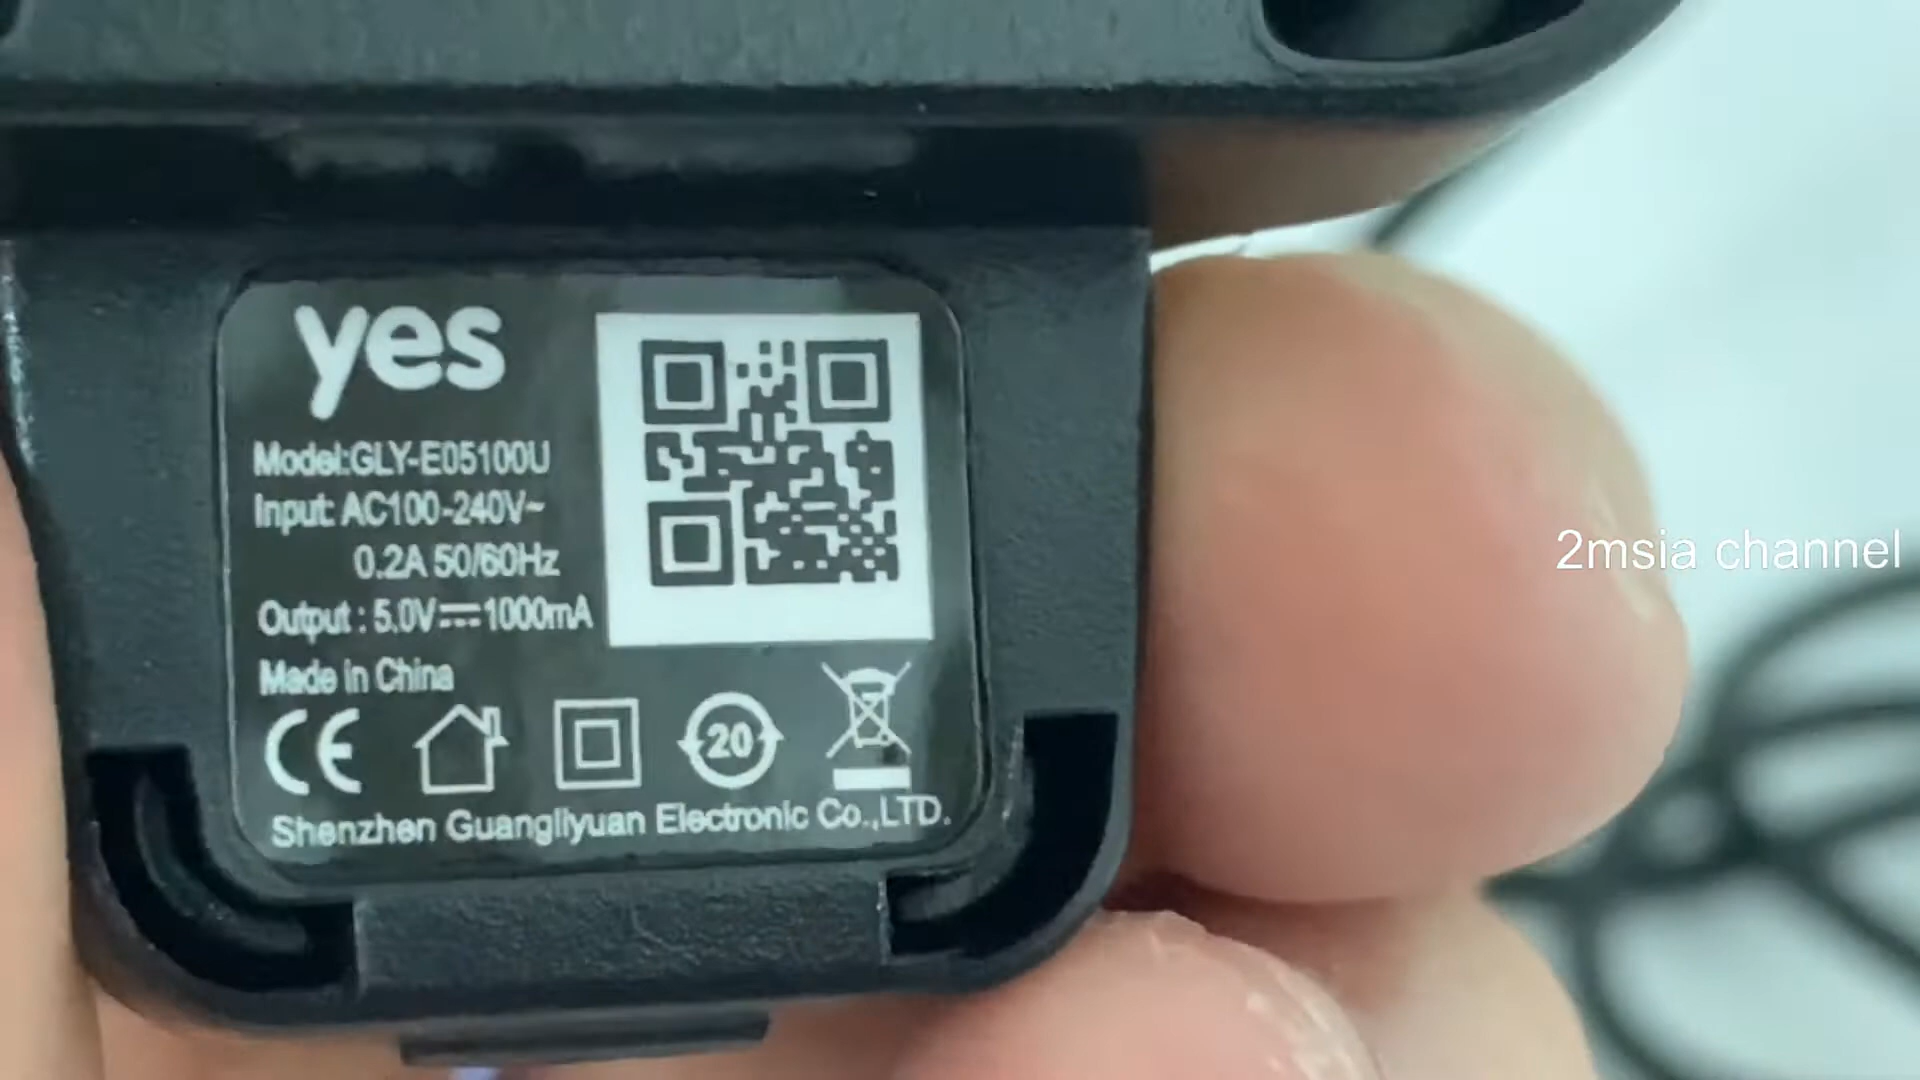 yes
Model:GLY-E05100U
Input: AC100-240V~
0.2A 50/60Hz
Output : 5.0V⎓1000mA
Made in China
CE
20
Shenzhen Guangliyuan Electronic Co.,LTD.
2msia channel